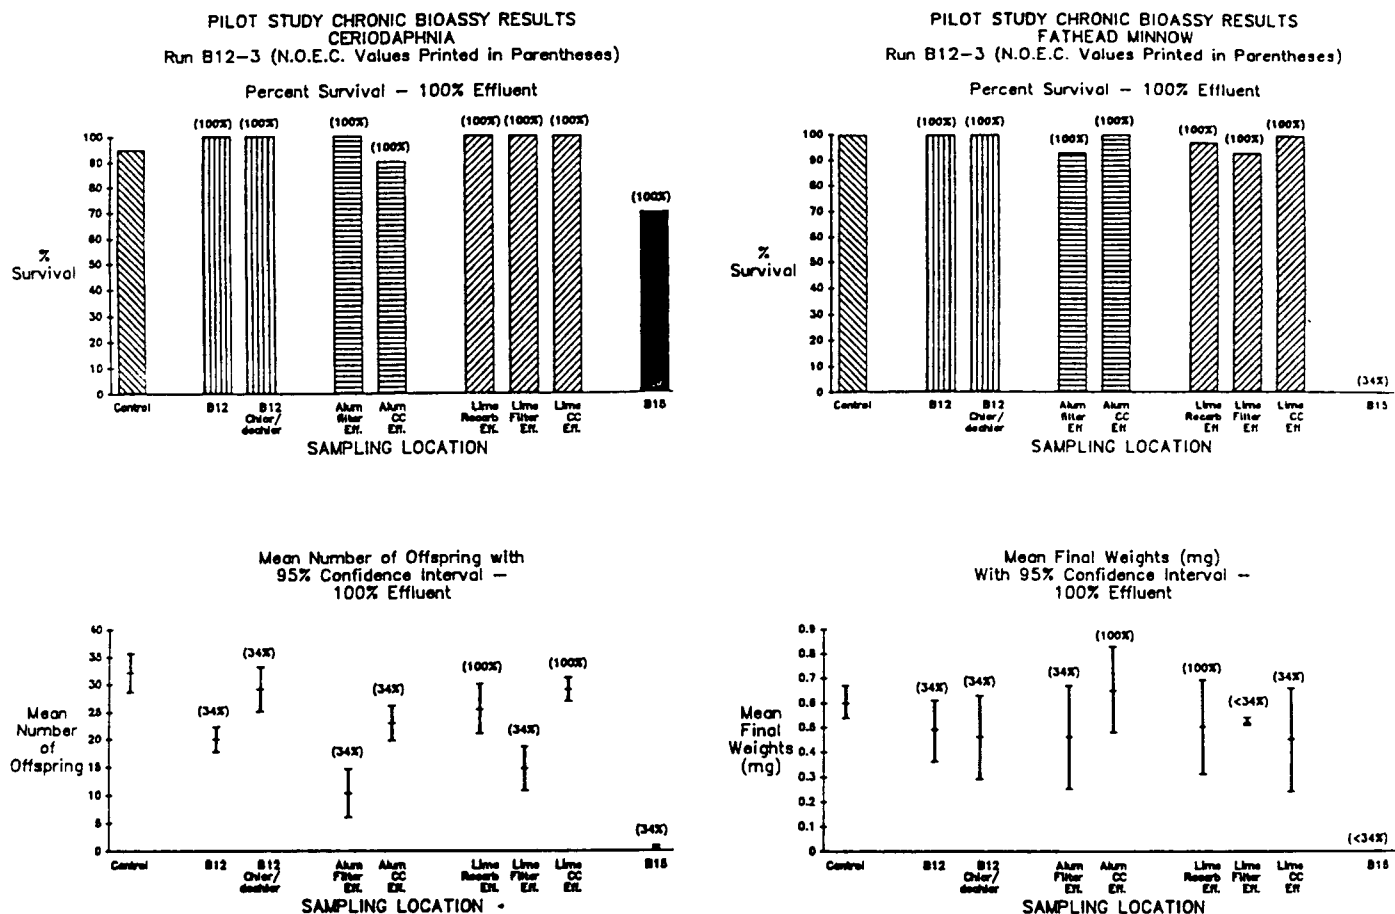 PILOT STUDY CHRONIC BIOASSY RESULTS
CERIODAPHNIA
Run B12-3 (N.O.E.C. Values Printed in Parentheses)
Percent Survival - 100% Effluent
(100%) (100%) (100%) (100%) (100%) (100%) (100%) (100%)
100
90
80
70
60
50
40
30
20
10
0
%
Survival
Control B12 B12 Chlor/ dechlor Alum filter Eff. Alum CC Eff. Lime Recarb Eff. Lime Filter Eff. Lime CC Eff. B15
SAMPLING LOCATION
PILOT STUDY CHRONIC BIOASSY RESULTS
FATHEAD MINNOW
Run B12-3 (N.O.E.C. Values Printed in Parentheses)
Percent Survival - 100% Effluent
(100%) (100%) (100%) (100%) (100%) (100%) (100%) (34%)
100
90
80
70
60
50
40
30
20
10
0
%
Survival
Control B12 B12 Chlor/ dechlor Alum filter Eff. Alum CC Eff. Lime Recarb Eff Lime Filter Eff Lime CC Eff B15
SAMPLING LOCATION
Mean Number of Offspring with
95% Confidence Interval -
100% Effluent
(34%) (34%) (34%) (34%) (100%) (34%) (100%) (34%)
40
35
30
25
20
15
10
5
0
Mean
Number
of
Offspring
Control B12 B12 Chlor/ dechlor Alum Filter Eff. Alum CC Eff. Lime Recarb Eff. Lime Filter Eff. Lime CC Eff. B15
SAMPLING LOCATION
Mean Final Weights (mg)
With 95% Confidence Interval -
100% Effluent
(34%) (34%) (34%) (100%) (100%) (<34%) (34%) (<34%)
0.9
0.8
0.7
0.6
0.5
0.4
0.3
0.2
0.1
0
Mean
Final
Weights
(mg)
Control B12 B12 Chlor/ dechlor Alum Filter Eff. Alum CC Eff. Lime Recarb Eff Lime Filter Eff Lime CC Eff B15
SAMPLING LOCATION